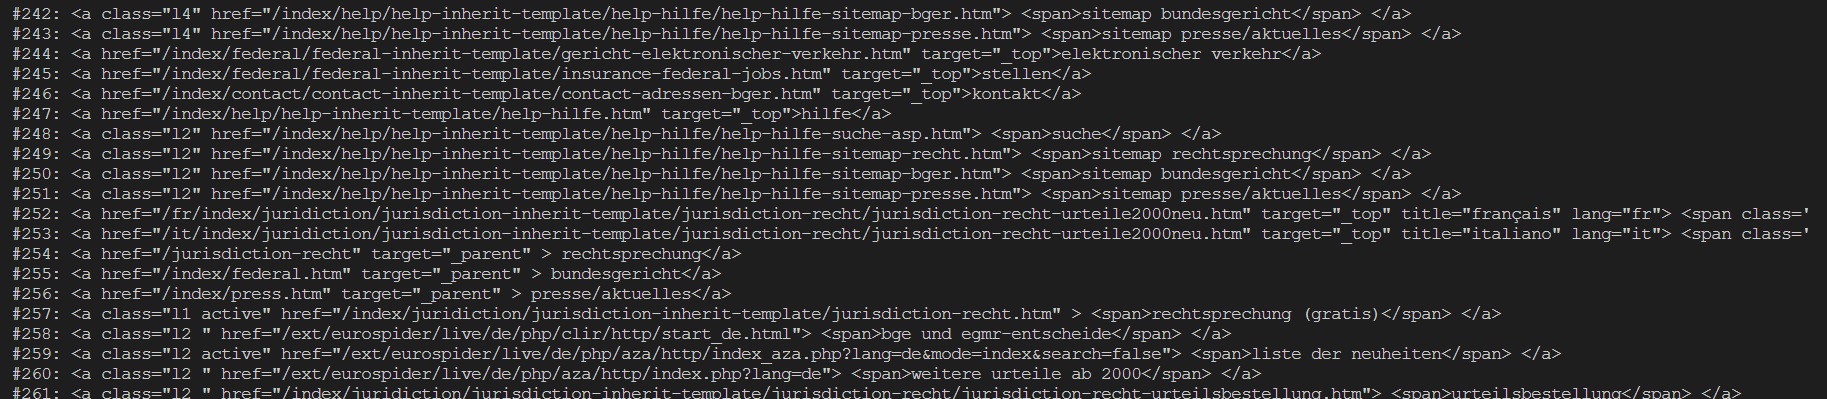 #242: <a class="l4" href="/index/help/help-inherit-template/help-hilfe/help-hilfe-sitemap-bger.htm"> <span>sitemap bundesgericht</span> </a>
#243: <a class="l4" href="/index/help/help-inherit-template/help-hilfe/help-hilfe-sitemap-presse.htm"> <span>sitemap presse/aktuelles</span> </a>
#244: <a href="/index/federal/federal-inherit-template/gericht-elektronischer-verkehr.htm" target="_top">elektronischer verkehr</a>
#245: <a href="/index/federal/federal-inherit-template/insurance-federal-jobs.htm" target="_top">stellen</a>
#246: <a href="/index/contact/contact-inherit-template/contact-adressen-bger.htm" target="_top">kontakt</a>
#247: <a href="/index/help/help-inherit-template/help-hilfe.htm" target="_top">hilfe</a>
#248: <a class="l2" href="/index/help/help-inherit-template/help-hilfe/help-hilfe-suche-asp.htm"> <span>suche</span> </a>
#249: <a class="l2" href="/index/help/help-inherit-template/help-hilfe/help-hilfe-sitemap-recht.htm"> <span>sitemap rechtsprechung</span> </a>
#250: <a class="l2" href="/index/help/help-inherit-template/help-hilfe/help-hilfe-sitemap-bger.htm"> <span>sitemap bundesgericht</span> </a>
#251: <a class="l2" href="/index/help/help-inherit-template/help-hilfe/help-hilfe-sitemap-presse.htm"> <span>sitemap presse/aktuelles</span> </a>
#252: <a href="/fr/index/juridiction/jurisdiction-inherit-template/jurisdiction-recht/jurisdiction-recht-urteile2000neu.htm" target="_top" title="français" lang="fr"> <span class='
#253: <a href="/it/index/juridiction/jurisdiction-inherit-template/jurisdiction-recht/jurisdiction-recht-urteile2000neu.htm" target="_top" title="italiano" lang="it"> <span class='
#254: <a href="/jurisdiction-recht" target="_parent" > rechtsprechung</a>
#255: <a href="/index/federal.htm" target="_parent" > bundesgericht</a>
#256: <a href="/index/press.htm" target="_parent" > presse/aktuelles</a>
#257: <a class="l1 active" href="/index/juridiction/jurisdiction-inherit-template/jurisdiction-recht.htm" > <span>rechtsprechung (gratis)</span> </a>
#258: <a class="l2 " href="/ext/eurospider/live/de/php/clir/http/start_de.html"> <span>bge und egmr-entscheide</span> </a>
#259: <a class="l2 active" href="/ext/eurospider/live/de/php/aza/http/index_aza.php?lang=de&mode=index&search=false"> <span>liste der neuheiten</span> </a>
#260: <a class="l2 " href="/ext/eurospider/live/de/php/aza/http/index.php?lang=de"> <span>weitere urteile ab 2000</span> </a>
#261: <a class="l2 " href="/index/juridiction/jurisdiction-inherit-template/jurisdiction-recht/jurisdiction-recht-urteilsbestellung.htm"> <span>urteilsbestellung</span> </a>